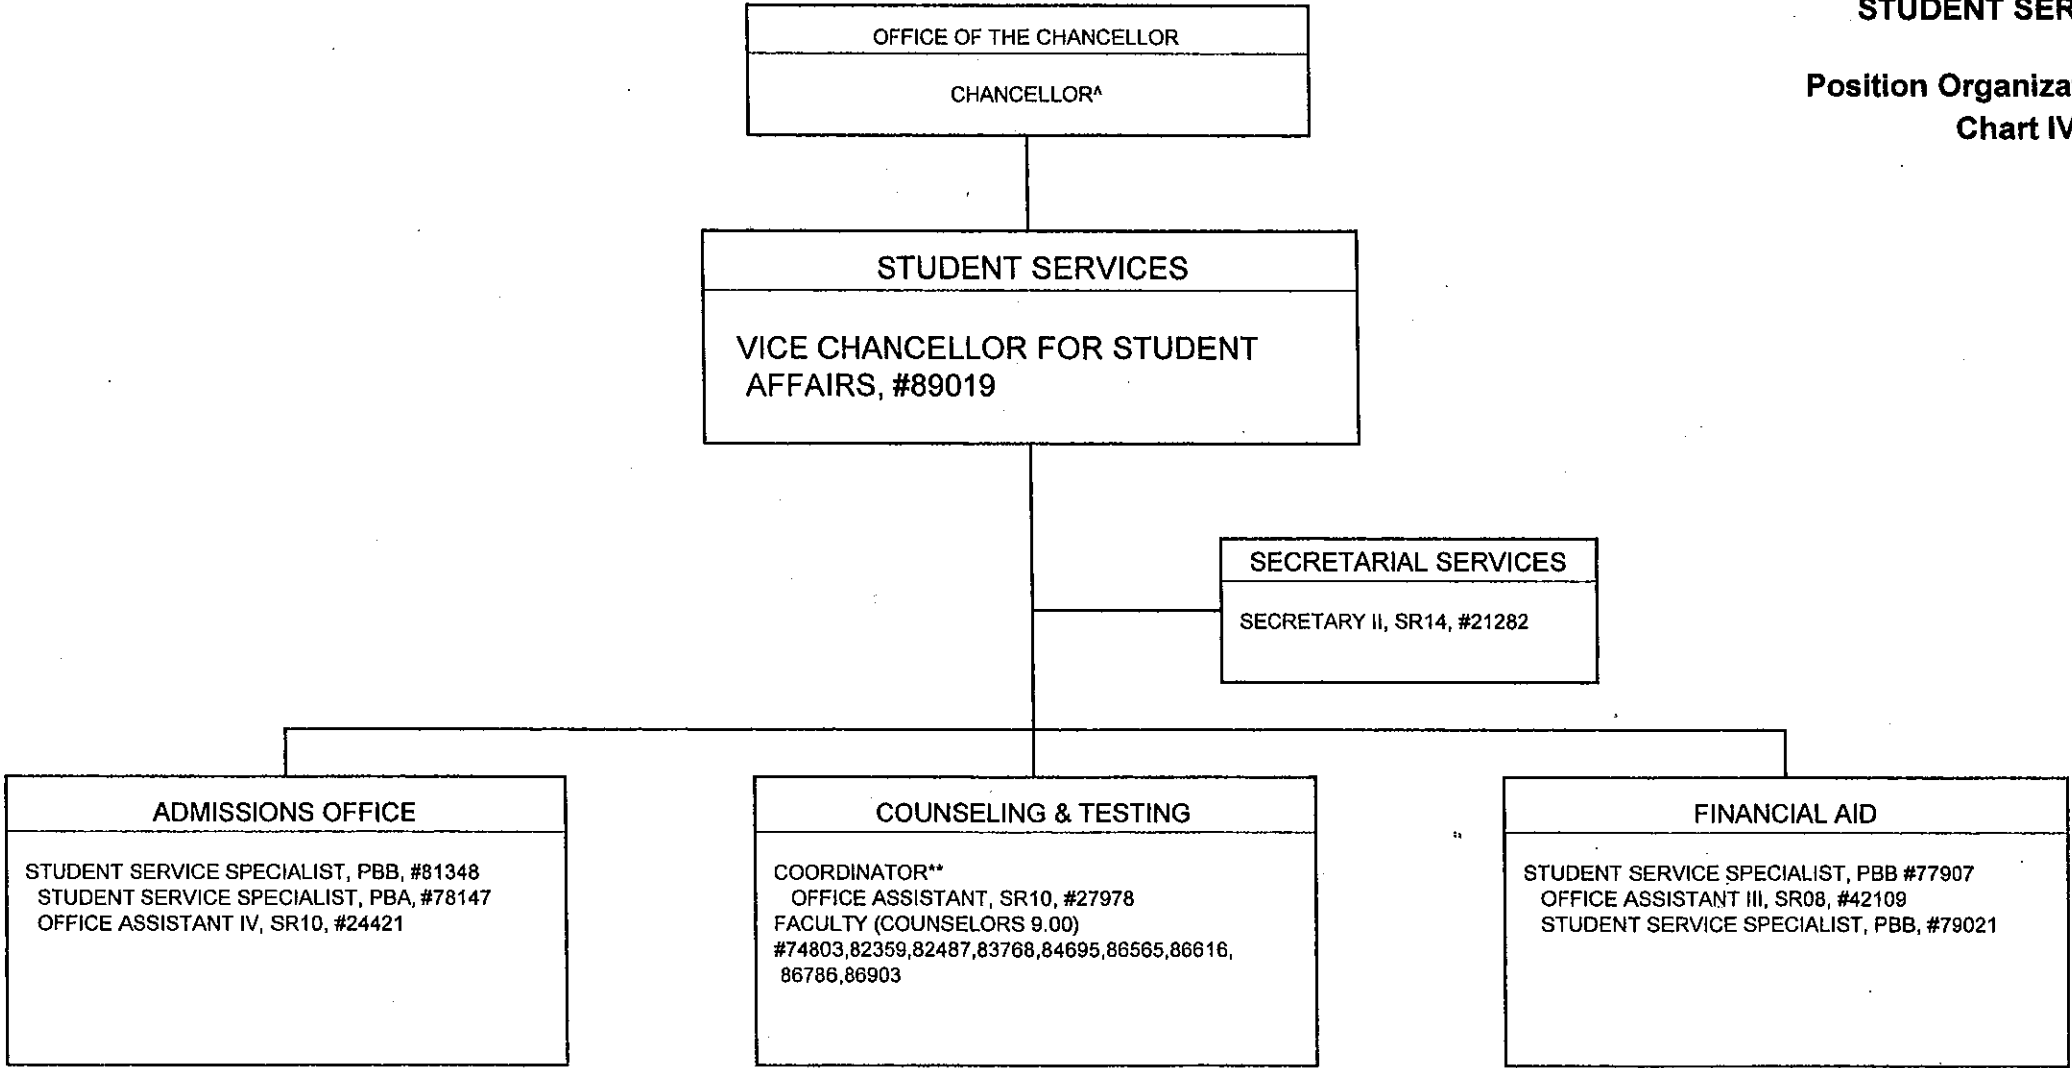 STUDENT SER
Position Organiza
Chart IV
OFFICE OF THE CHANCELLOR
CHANCELLOR^
STUDENT SERVICES
VICE CHANCELLOR FOR STUDENT
AFFAIRS, #89019
SECRETARIAL SERVICES
SECRETARY II, SR14, #21282
ADMISSIONS OFFICE
STUDENT SERVICE SPECIALIST, PBB, #81348
STUDENT SERVICE SPECIALIST, PBA, #78147
OFFICE ASSISTANT IV, SR10, #24421
COUNSELING & TESTING
COORDINATOR**
OFFICE ASSISTANT, SR10, #27978
FACULTY (COUNSELORS 9.00)
#74803,82359,82487,83768,84695,86565,86616,
86786,86903
FINANCIAL AID
STUDENT SERVICE SPECIALIST, PBB #77907
OFFICE ASSISTANT III, SR08, #42109
STUDENT SERVICE SPECIALIST, PBB, #79021